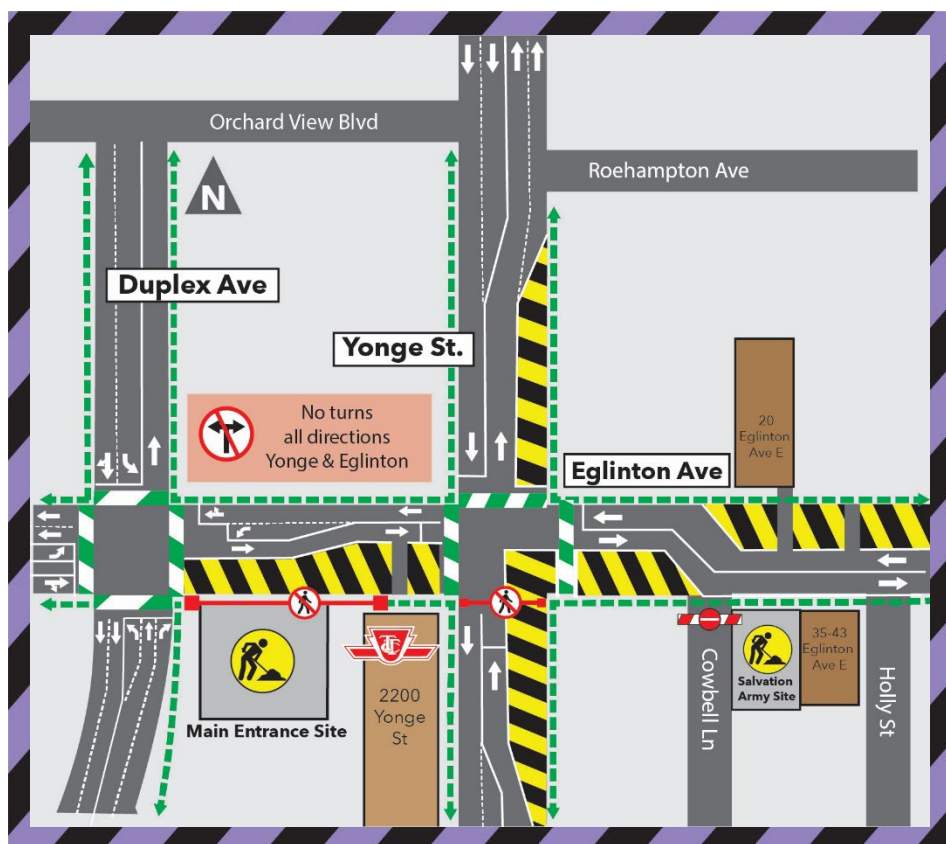 Orchard View Blvd
Roehampton Ave
N
Duplex Ave
Yonge St.
No turns
all directions
Yonge & Eglinton
20
Eglinton
Ave E
Eglinton Ave
TTC
2200
Yonge
St
Main Entrance Site
Cowbell Ln
Salvation
Army Site
35-43
Eglinton
Ave E
Holly St